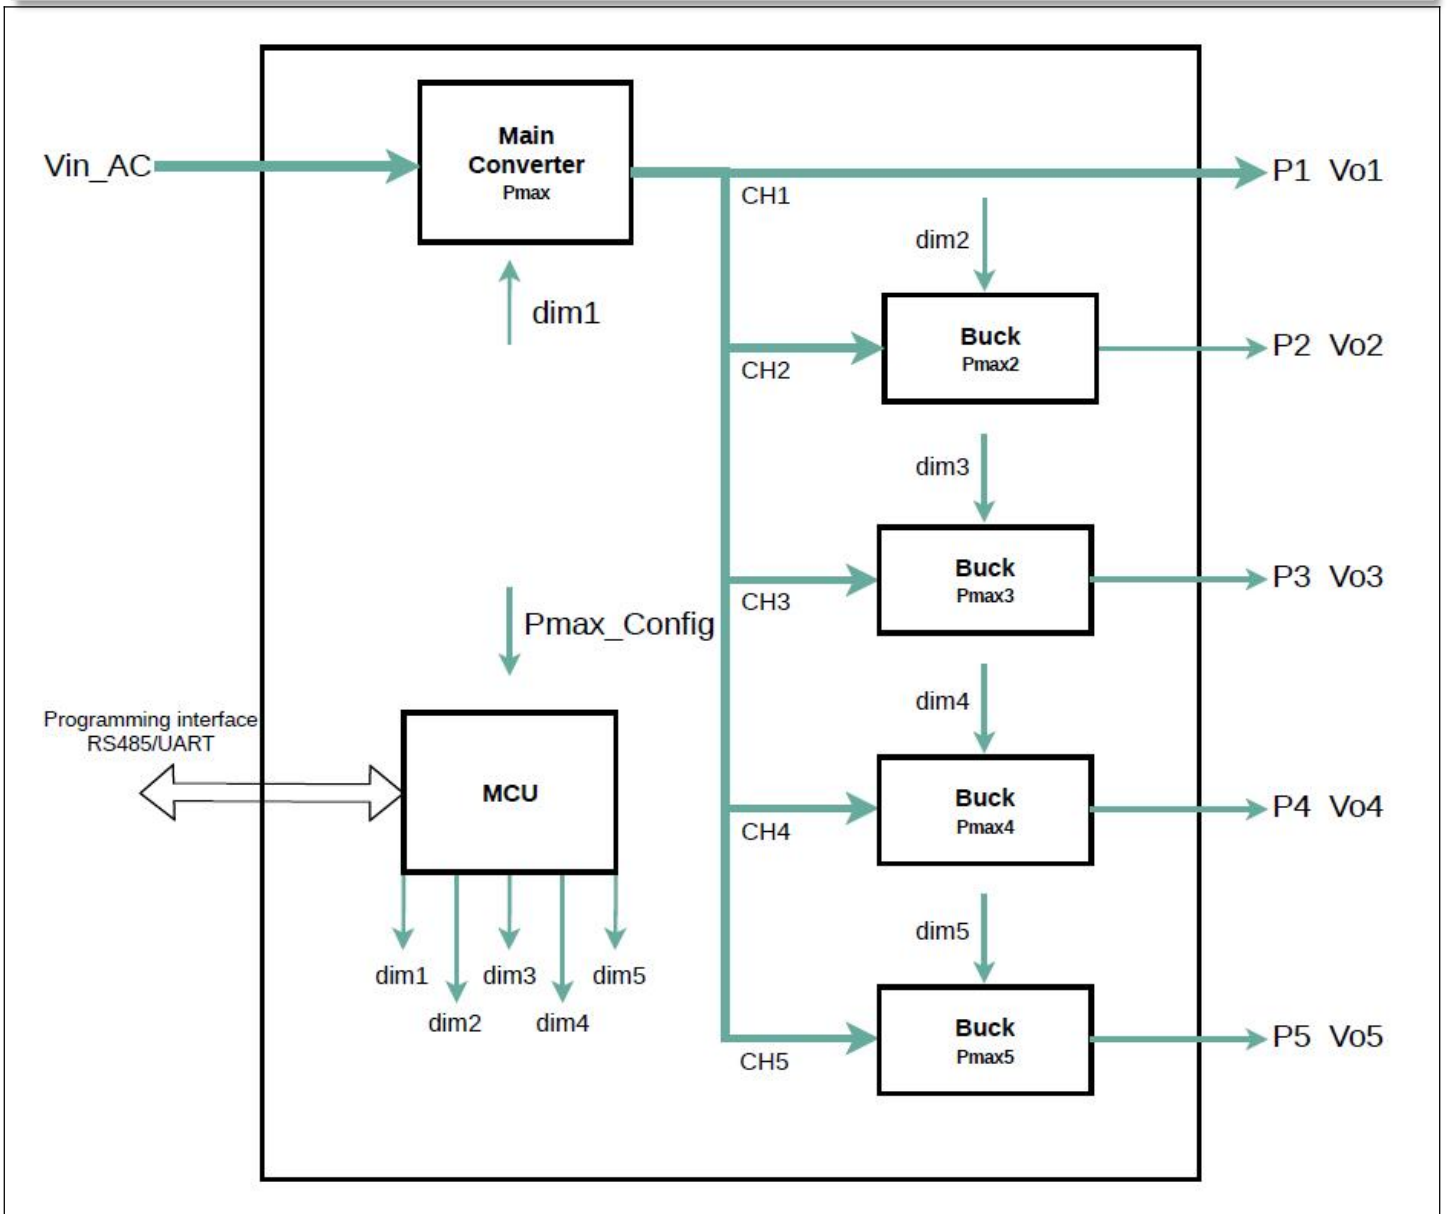 Main
Converter
Pmax
Vin_AC
P1 Vo1
CH1
dim2
dim1
Buck
Pmax2
P2 Vo2
CH2
dim3
Buck
Pmax3
P3 Vo3
CH3
Pmax_Config
dim4
Programming interface
RS485/UART
MCU
Buck
Pmax4
P4 Vo4
CH4
dim5
dim1
dim3
dim5
dim2
dim4
Buck
Pmax5
P5 Vo5
CH5